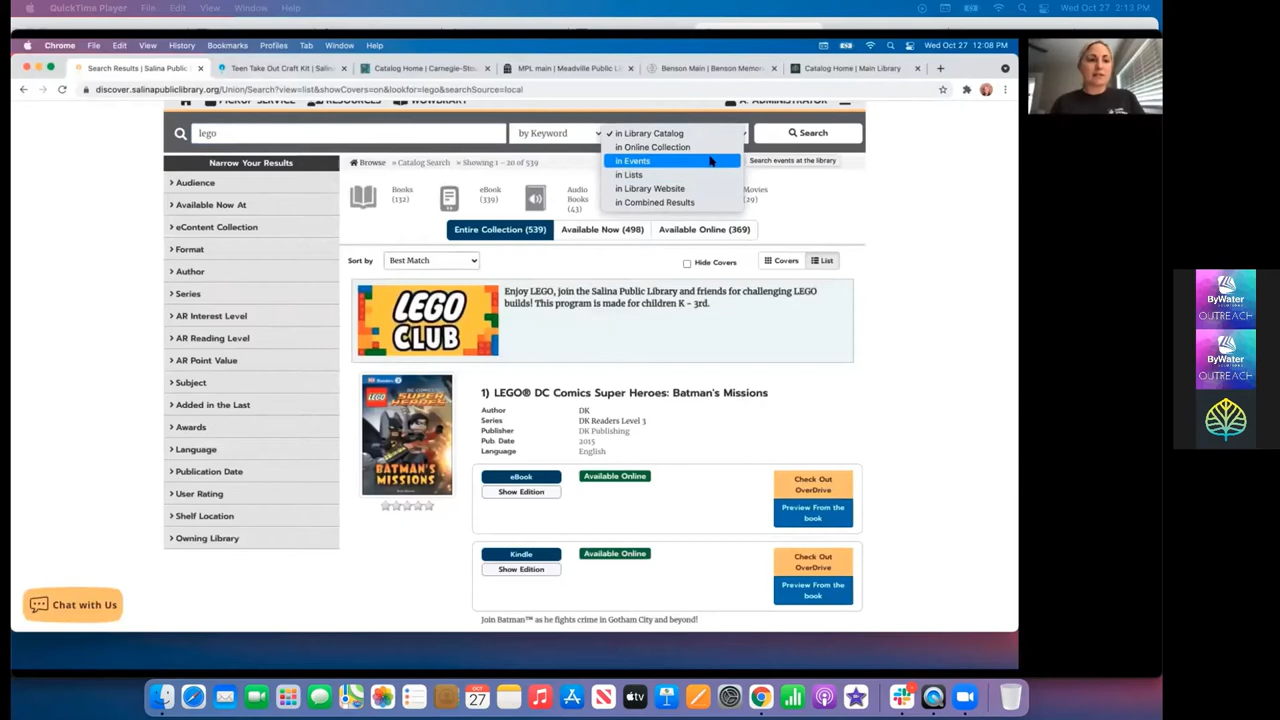 QuickTime Player File Edit View Window Help Wed Oct 27 2:13 PM
Chrome File Edit View History Bookmarks Profiles Tab Window Help Wed Oct 27 12:08 PM
Search Results | Salina Public Teen Take Out Craft Kit | Salin Catalog Home | Carnegie-Stou MPL main | Meadville Public Li Benson Main | Benson Memor Catalog Home | Main Library
discover.salinapubliclibrary.org/Union/Search?view=list&showCovers=on&lookfor=lego&searchSource=local
lego by Keyword ✓ in Library Catalog Search
in Online Collection
in Events Search events at the library
in Lists
in Library Website
in Combined Results
Narrow Your Results
Audience
Available Now At
eContent Collection
Format
Author
Series
AR Interest Level
AR Reading Level
AR Point Value
Subject
Added in the Last
Awards
Language
Publication Date
User Rating
Shelf Location
Owning Library
Browse » Catalog Search » Showing 1 - 20 of 539
Books
(132)
eBook
(339)
Audio
Books
(43)
Movies
(29)
Entire Collection (539) Available Now (498) Available Online (369)
Sort by Best Match Hide Covers Covers List
LEGO
CLUB
Enjoy LEGO, join the Salina Public Library and friends for challenging LEGO
builds! This program is made for children K - 3rd.
1) LEGO® DC Comics Super Heroes: Batman's Missions
Author DK
Series DK Readers Level 3
Publisher DK Publishing
Pub. Date 2015
Language English
LEGO
SUPER HEROES
BATMAN'S
MISSIONS
eBook Available Online
Show Edition
Check Out
OverDrive
Preview From the
book
Kindle Available Online
Show Edition
Check Out
OverDrive
Preview From the
book
Join Batman™ as he fights crime in Gotham City and beyond!
Chat with Us
ByWater
SOLUTIONS
OUTREACH
ByWater
SOLUTIONS
OUTREACH
OCT
27
tv